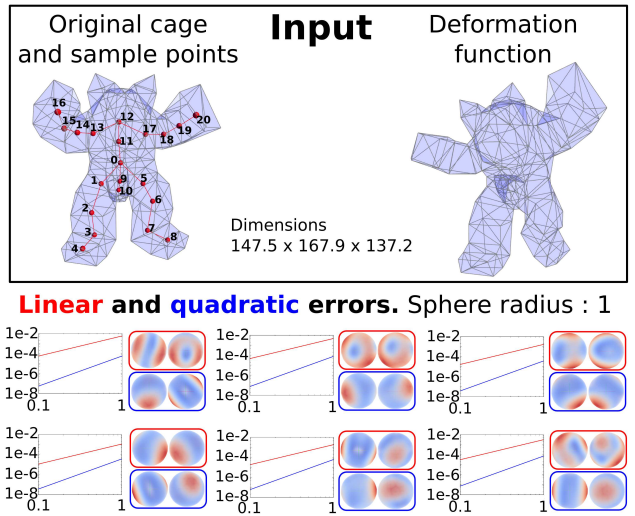 Original cage
and sample points
Input
Deformation
function
16
15
14
13
12
11
17
18
19
20
0
1
9
5
10
2
6
3
7
4
8
Dimensions
147.5 x 167.9 x 137.2
Linear and quadratic errors. Sphere radius : 1
1e-2
1e-4
1e-6
1e-8
0.1
1
1e-2
1e-4
1e-6
1e-8
0.1
1
1e-2
1e-4
1e-6
1e-8
0.1
1
1e-2
1e-4
1e-6
1e-8
0.1
1
1e-2
1e-4
1e-6
1e-8
0.1
1
1e-2
1e-4
1e-6
1e-8
0.1
1